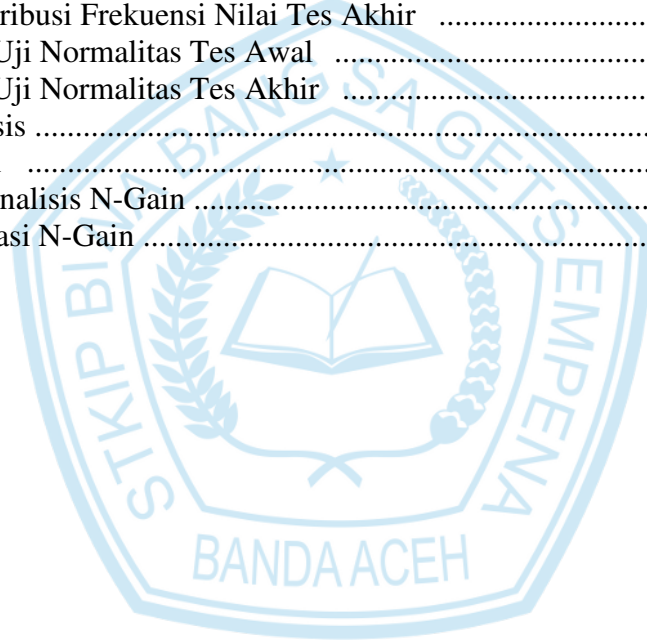 ribusi Frekuensi Nilai Tes Akhir ..........................
Uji Normalitas Tes Awal .......................................
Uji Normalitas Tes Akhir ......................................
sis ............................................................................
............................................................................
nalisis N-Gain ........................................................
asi N-Gain ..............................................................
STKIP BINA BANGSA GETSEMPENA
BANDA ACEH